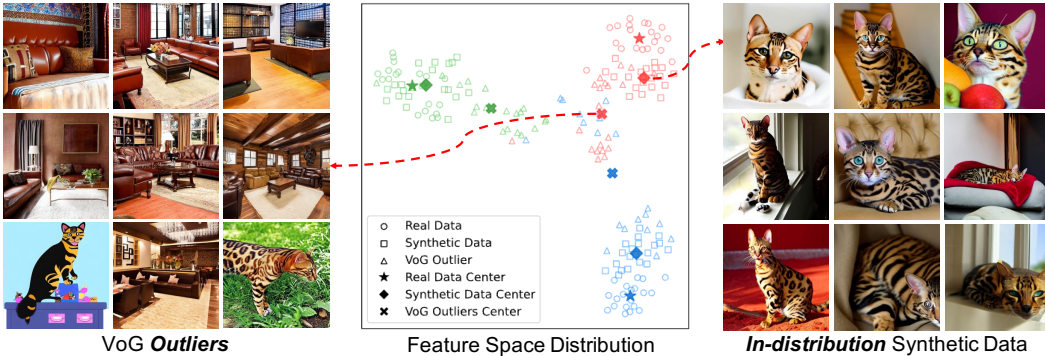 Real Data
Synthetic Data
VoG Outlier
Real Data Center
Synthetic Data Center
VoG Outliers Center
VoG Outliers
Feature Space Distribution
In-distribution Synthetic Data